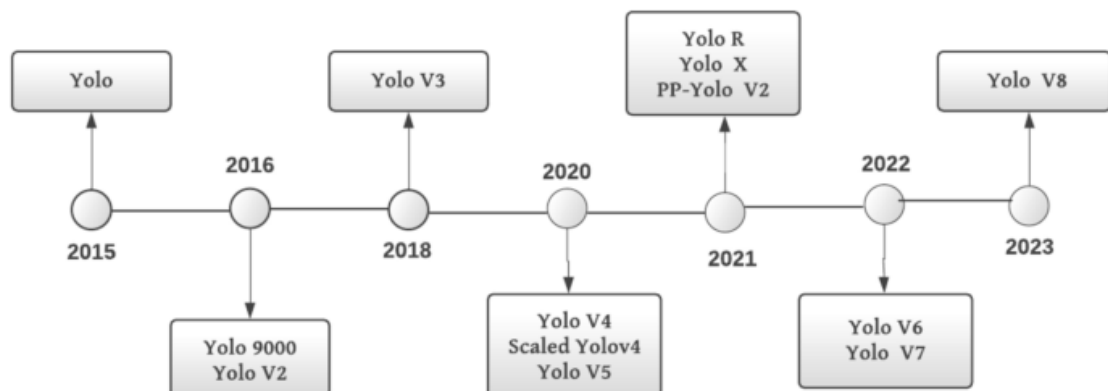 Yolo
Yolo V3
Yolo R
Yolo X
PP-Yolo V2
Yolo V8
2016
2020
2022
2015
2018
2021
2023
Yolo 9000
Yolo V2
Yolo V4
Scaled Yolov4
Yolo V5
Yolo V6
Yolo V7